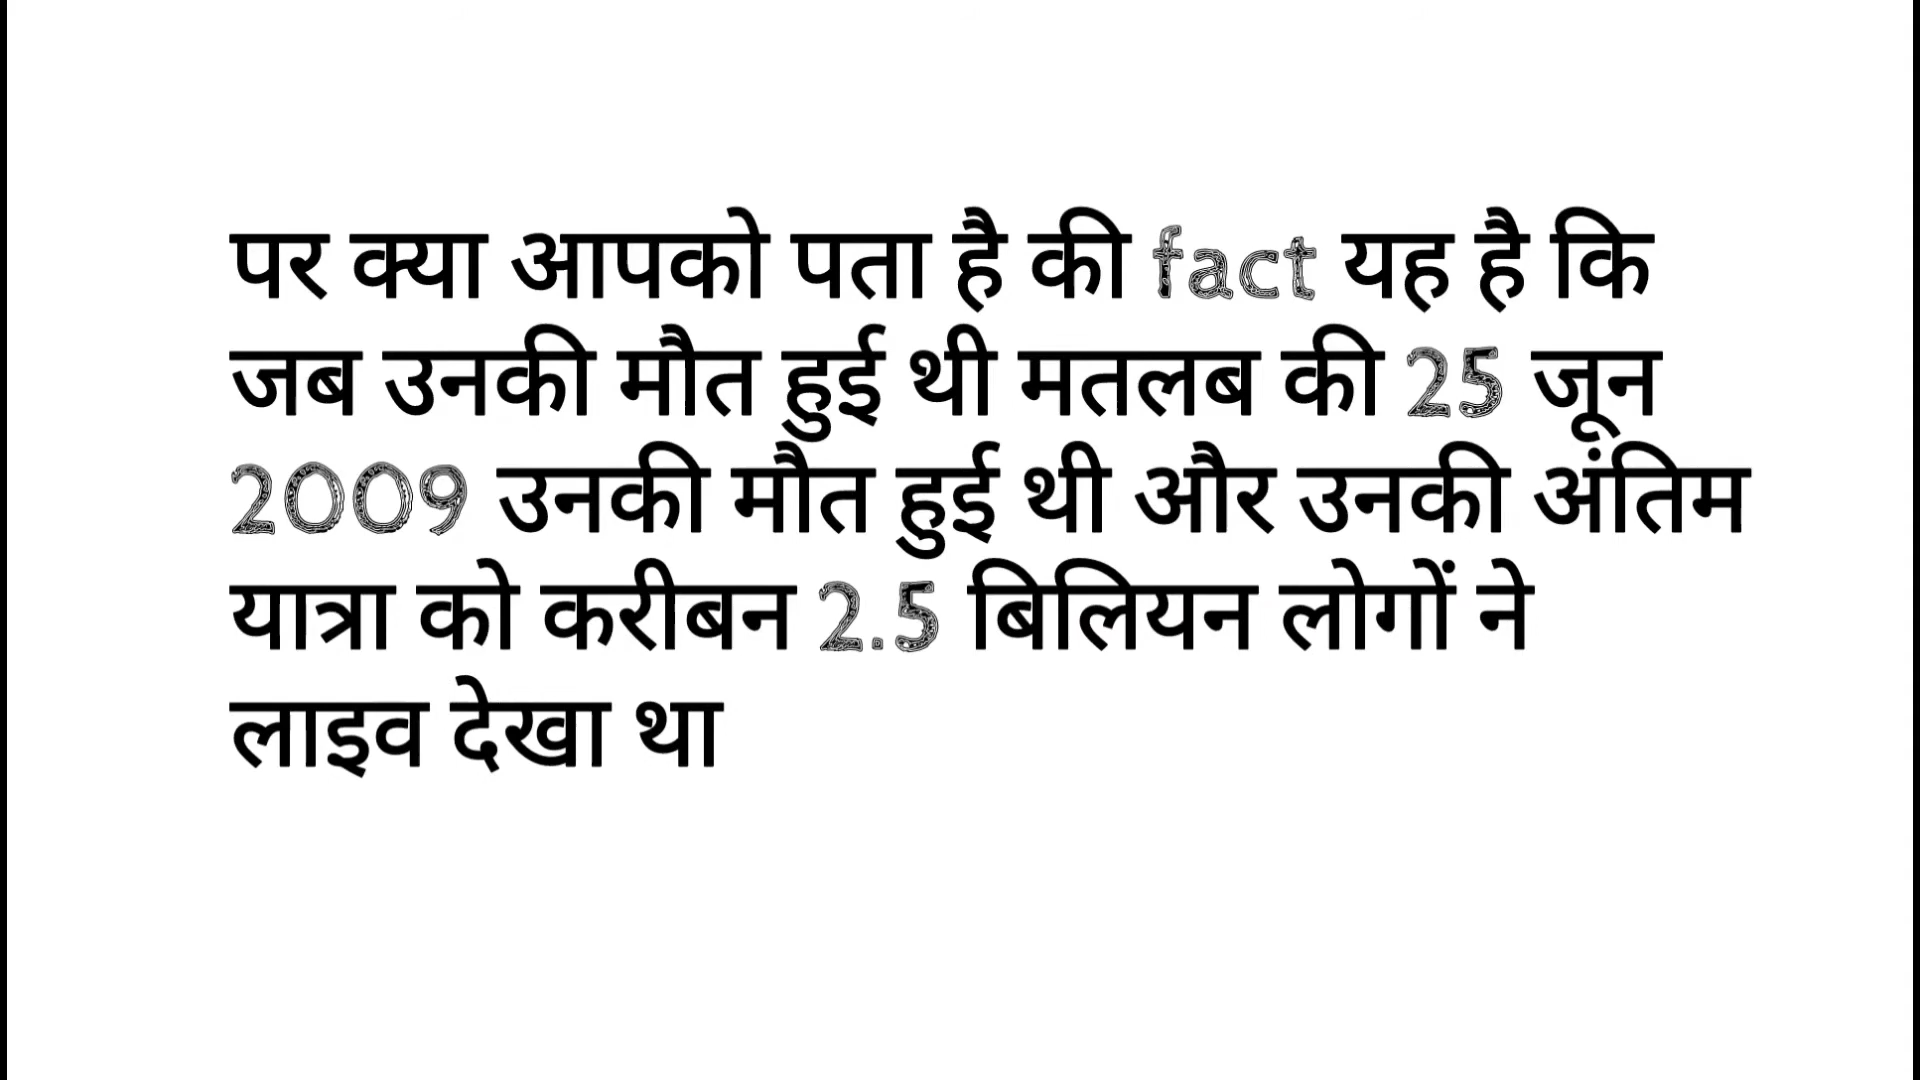 पर क्या आपको पता है की fact यह है कि
जब उनकी मौत हुई थी मतलब की 25 जून
2009 उनकी मौत हुई थी और उनकी अंतिम
यात्रा को करीबन 2.5 बिलियन लोगों ने
लाइव देखा था